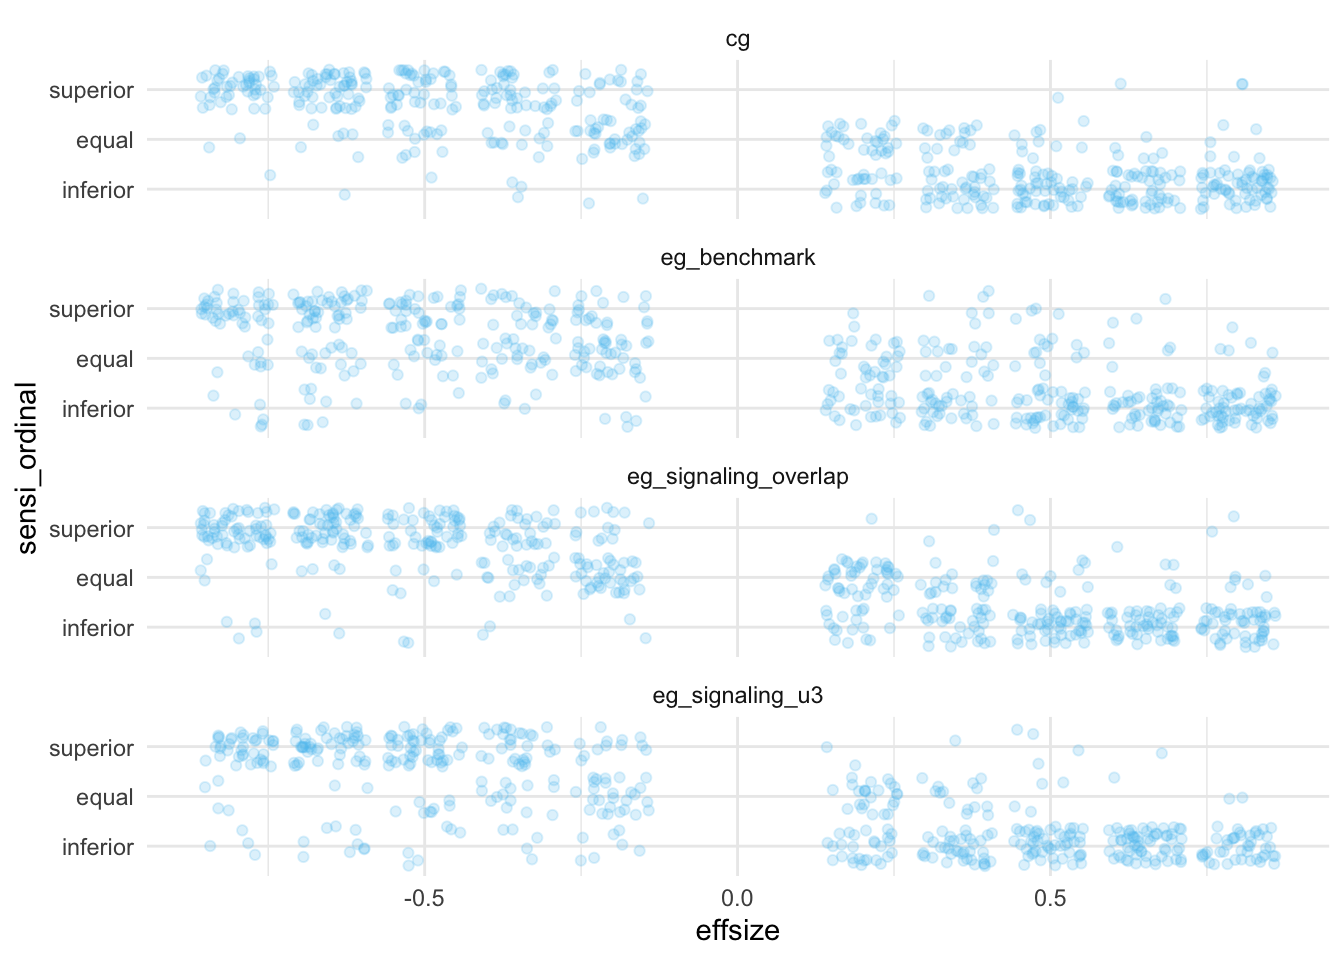 cg
superior
equal
inferior
eg_benchmark
superior
equal
inferior
eg_signaling_overlap
superior
equal
inferior
eg_signaling_u3
superior
equal
inferior
sensi_ordinal
-0.5 0.0 0.5
effsize